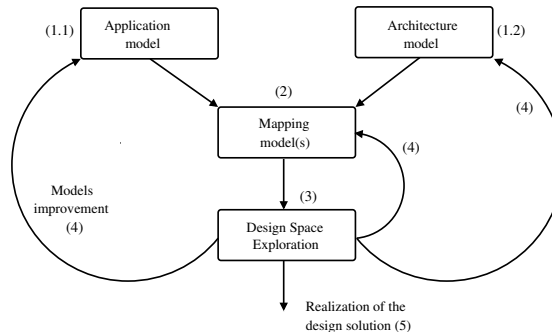 (1.1)
Application
model
Architecture
model
(1.2)
(2)
Mapping
model(s)
(4)
(4)
(3)
Models
improvement
(4)
Design Space
Exploration
Realization of the
design solution (5)